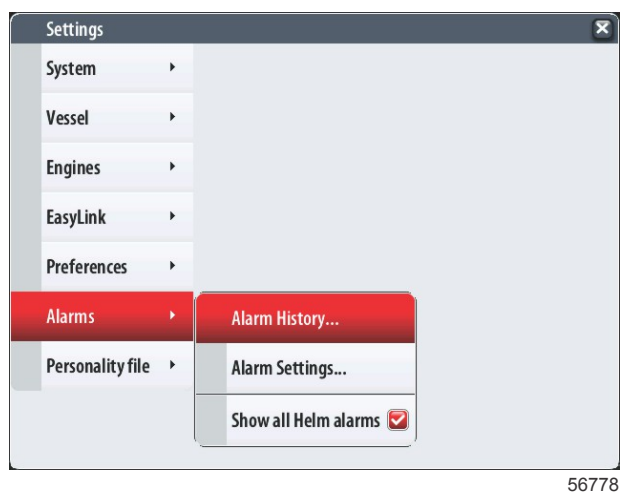 Settings
System
Vessel
Engines
EasyLink
Preferences
Alarms
Personality file
Alarm History...
Alarm Settings...
Show all Helm alarms
56778